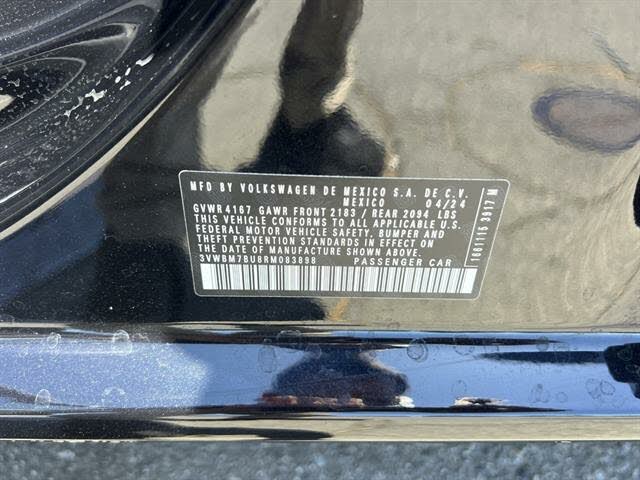 MFD BY VOLKSWAGEN DE MEXICO S.A. DE C.V.
MEXICO 04/24
GVWR 4167 GAWR FRONT 2183 / REAR 2094 LBS
THIS VEHICLE CONFORMS TO ALL APPLICABLE U.S.
FEDERAL MOTOR VEHICLE SAFETY, BUMPER AND
THEFT PREVENTION STANDARDS IN EFFECT ON
THE DATE OF MANUFACTURE SHOWN ABOVE.
3VWBM7BU8RM083898 PASSENGER CAR
1661115 3917 M